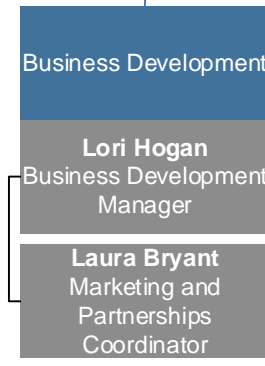 Business Development
Lori Hogan
Business Development
Manager
Laura Bryant
Marketing and
Partnerships
Coordinator